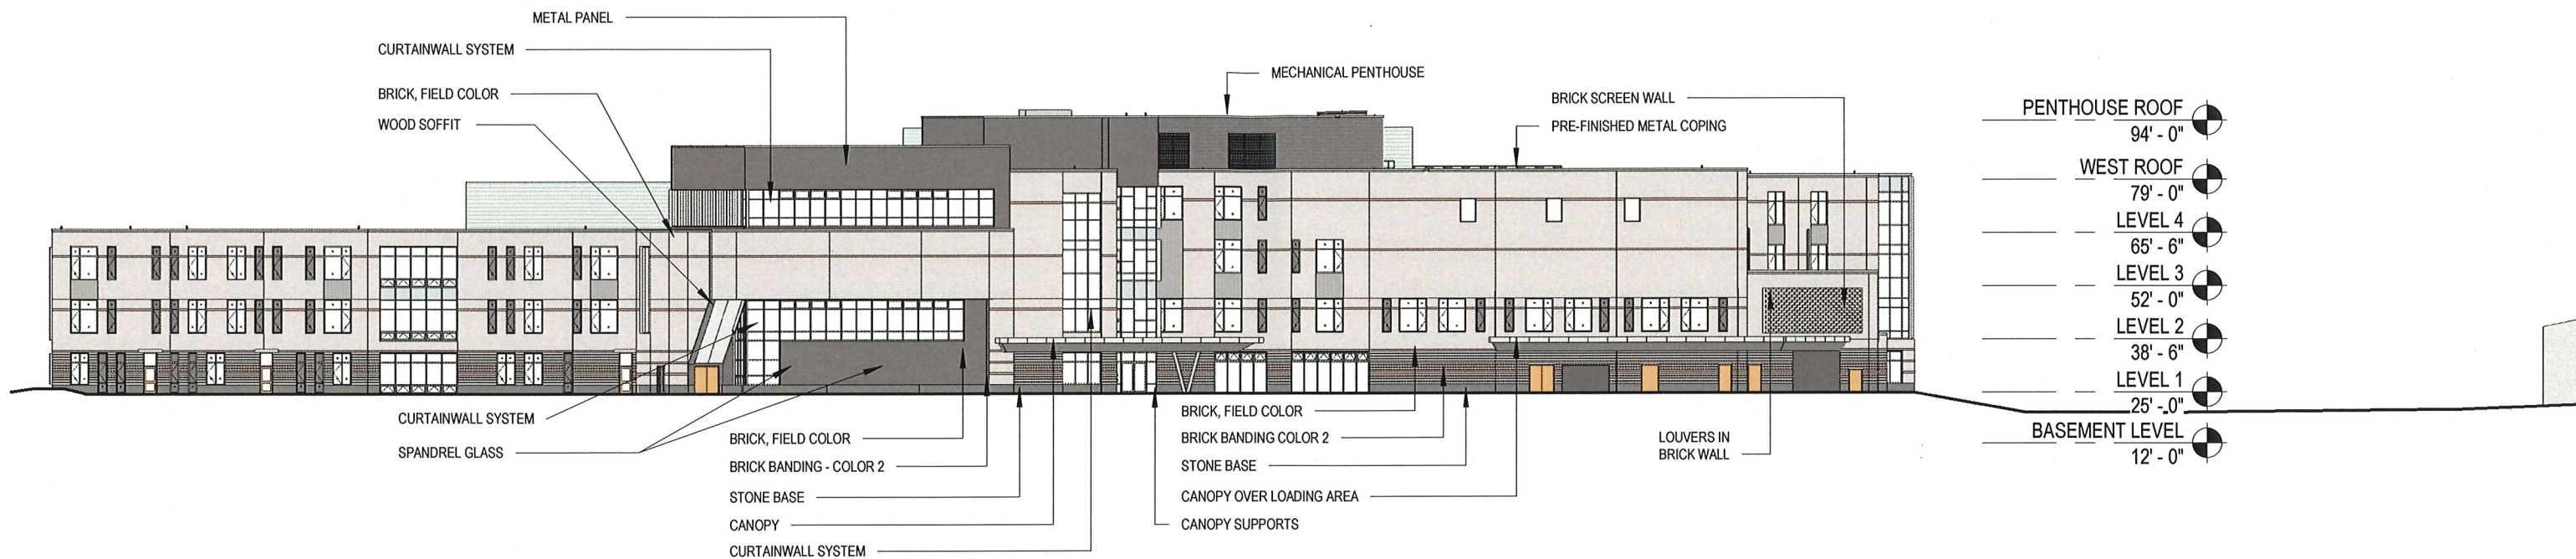 METAL PANEL
CURTAINWALL SYSTEM
BRICK, FIELD COLOR
WOOD SOFFIT
MECHANICAL PENTHOUSE
BRICK SCREEN WALL
PRE-FINISHED METAL COPING
PENTHOUSE ROOF
94' - 0"
WEST ROOF
79' - 0"
LEVEL 4
65' - 6"
LEVEL 3
52' - 0"
LEVEL 2
38' - 6"
LEVEL 1
25' - 0"
BASEMENT LEVEL
12' - 0"
CURTAINWALL SYSTEM
SPANDREL GLASS
BRICK, FIELD COLOR
BRICK BANDING - COLOR 2
STONE BASE
CANOPY
CURTAINWALL SYSTEM
BRICK, FIELD COLOR
BRICK BANDING COLOR 2
STONE BASE
CANOPY OVER LOADING AREA
CANOPY SUPPORTS
LOUVERS IN
BRICK WALL